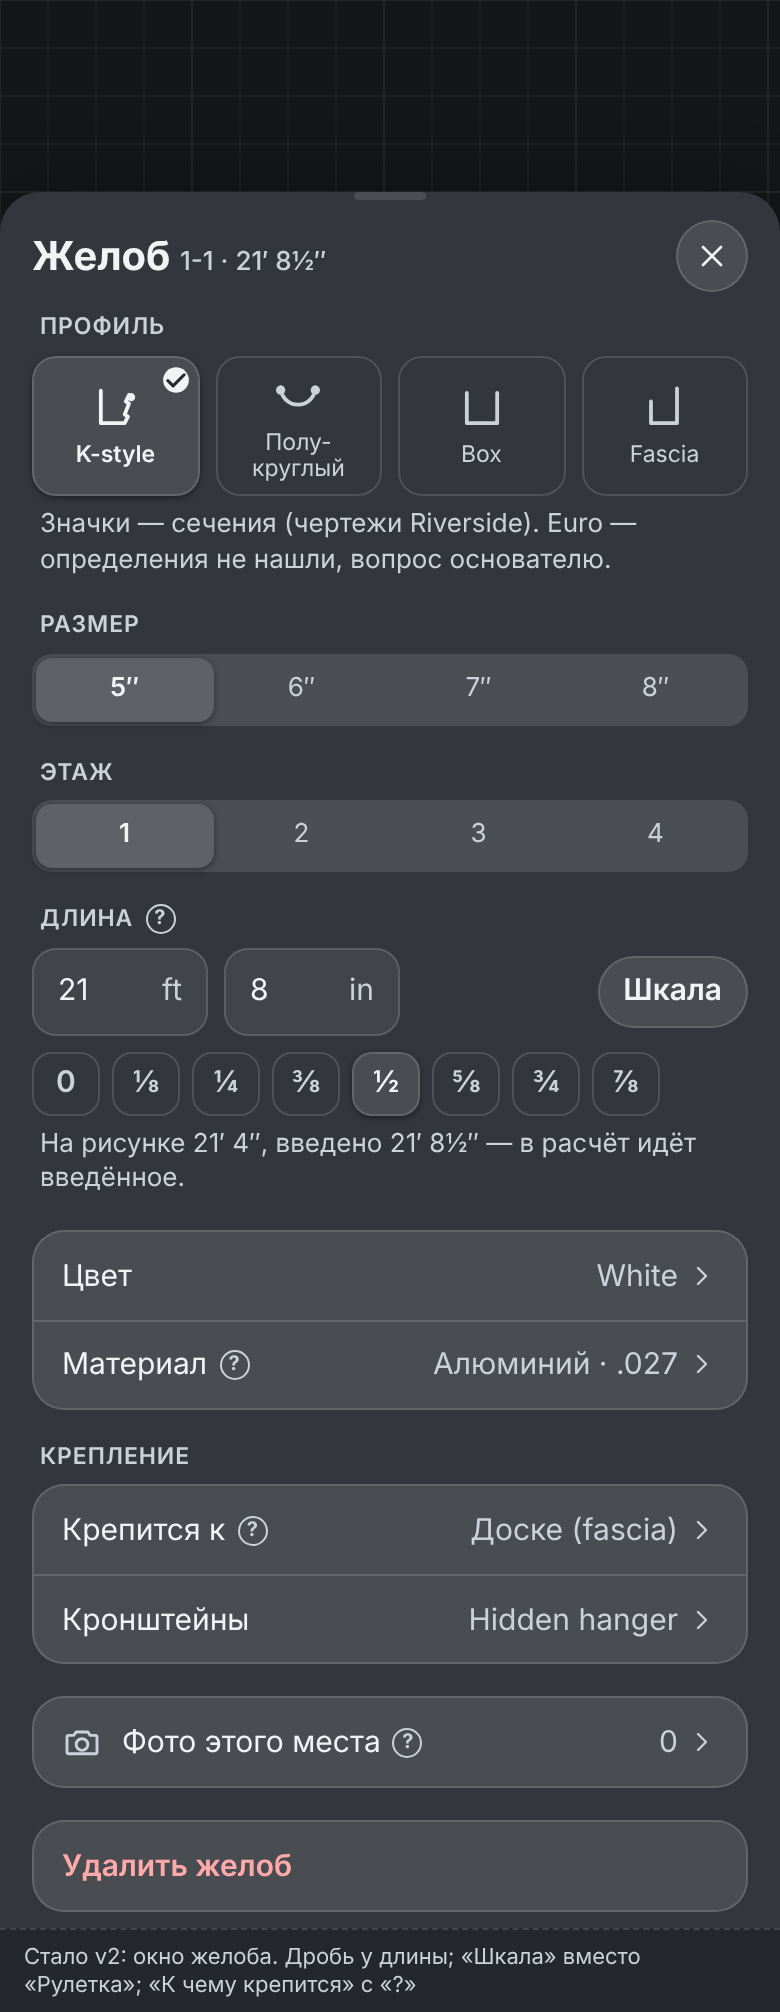 Желоб 1-1 · 21′ 8½″
ПРОФИЛЬ
K-style
Полу-
круглый
Box
Fascia
Значки — сечения (чертежи Riverside). Euro —
определения не нашли, вопрос основателю.
РАЗМЕР
5″ 6″ 7″ 8″
ЭТАЖ
1 2 3 4
ДЛИНА ?
21 ft 8 in Шкала
0 ⅛ ¼ ⅜ ½ ⅝ ¾ ⅞
На рисунке 21′ 4″, введено 21′ 8½″ — в расчёт идёт
введённое.
Цвет White
Материал ? Алюминий · .027
КРЕПЛЕНИЕ
Крепится к ? Доске (fascia)
Кронштейны Hidden hanger
Фото этого места ? 0
Удалить желоб
Стало v2: окно желоба. Дробь у длины; «Шкала» вместо
«Рулетка»; «К чему крепится» с «?»